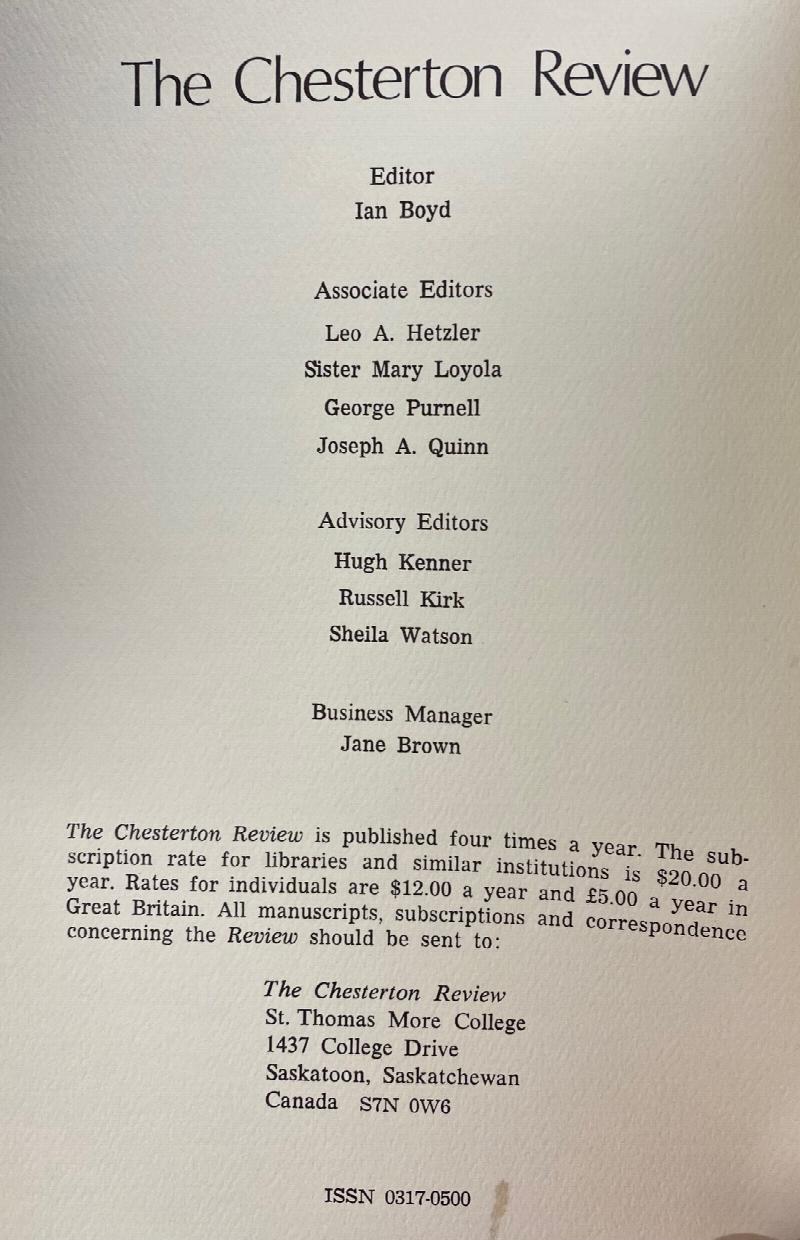 The Chesterton Review
Editor
Ian Boyd
Associate Editors
Leo A. Hetzler
Sister Mary Loyola
George Purnell
Joseph A. Quinn
Advisory Editors
Hugh Kenner
Russell Kirk
Sheila Watson
Business Manager
Jane Brown
The Chesterton Review is published four times a year. The sub-
scription rate for libraries and similar institutions is $20.00 a
year. Rates for individuals are $12.00 a year and £5.00 a year in
Great Britain. All manuscripts, subscriptions and correspondence
concerning the Review should be sent to:
The Chesterton Review
St. Thomas More College
1437 College Drive
Saskatoon, Saskatchewan
Canada S7N 0W6
ISSN 0317-0500